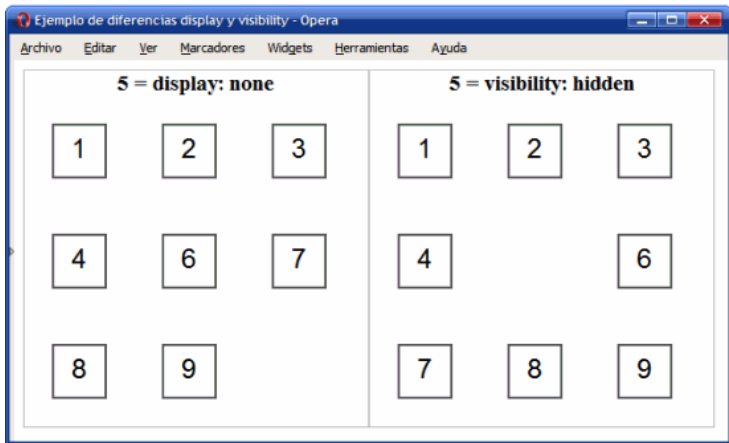 Ejemplo de diferencias display y visibility - Opera
Archivo Editar Ver Marcadores Widgets Herramientas Ayuda
5 = display: none
1 2 3
4 6 7
8 9
5 = visibility: hidden
1 2 3
4 6
7 8 9